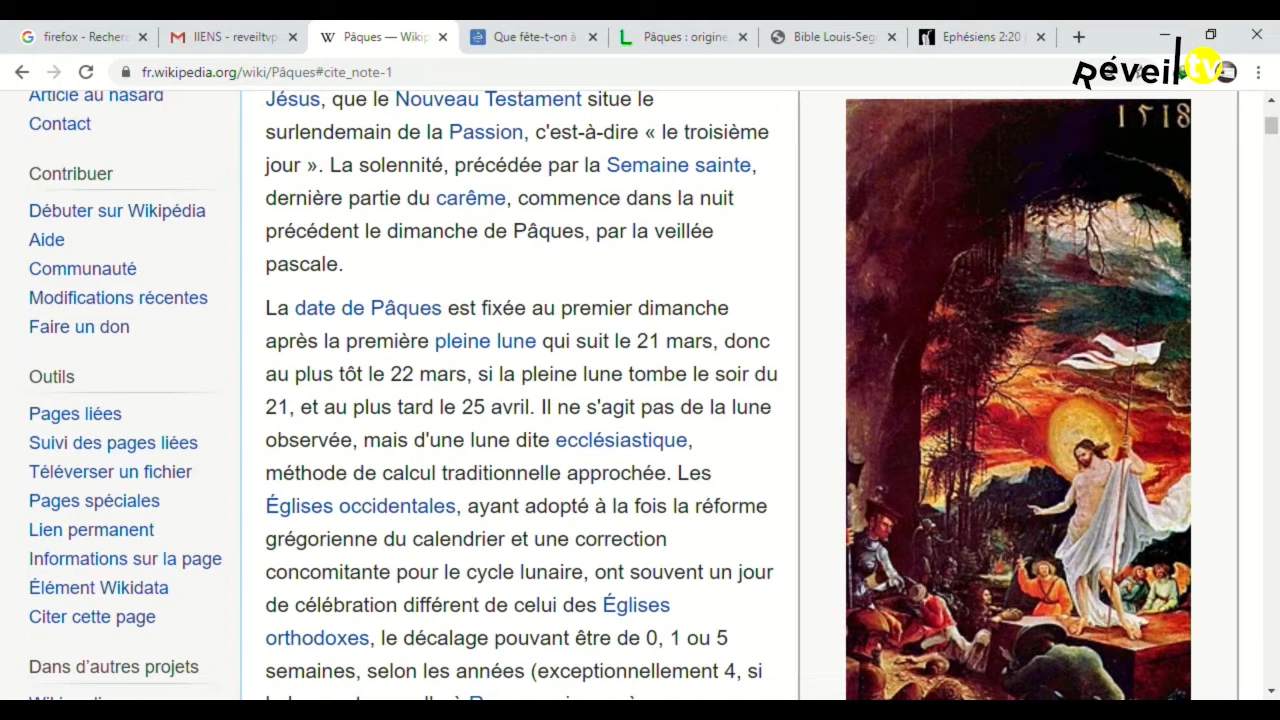 firefox - Recherc
IIENS - reveiltvp
Pâques — Wikip
Que fête-t-on à
Pâques : origine
Bible Louis-Seg
Ephésiens 2:20
fr.wikipedia.org/wiki/Pâques#cite_note-1
Réveil tv
Article au hasard
Contact
Contribuer
Débuter sur Wikipédia
Aide
Communauté
Modifications récentes
Faire un don
Outils
Pages liées
Suivi des pages liées
Téléverser un fichier
Pages spéciales
Lien permanent
Informations sur la page
Élément Wikidata
Citer cette page
Dans d'autres projets
Jésus, que le Nouveau Testament situe le
surlendemain de la Passion, c'est-à-dire « le troisième
jour ». La solennité, précédée par la Semaine sainte,
dernière partie du carême, commence dans la nuit
précédent le dimanche de Pâques, par la veillée
pascale.
La date de Pâques est fixée au premier dimanche
après la première pleine lune qui suit le 21 mars, donc
au plus tôt le 22 mars, si la pleine lune tombe le soir du
21, et au plus tard le 25 avril. Il ne s'agit pas de la lune
observée, mais d'une lune dite ecclésiastique,
méthode de calcul traditionnelle approchée. Les
Églises occidentales, ayant adopté à la fois la réforme
grégorienne du calendrier et une correction
concomitante pour le cycle lunaire, ont souvent un jour
de célébration différent de celui des Églises
orthodoxes, le décalage pouvant être de 0, 1 ou 5
semaines, selon les années (exceptionnellement 4, si
1518